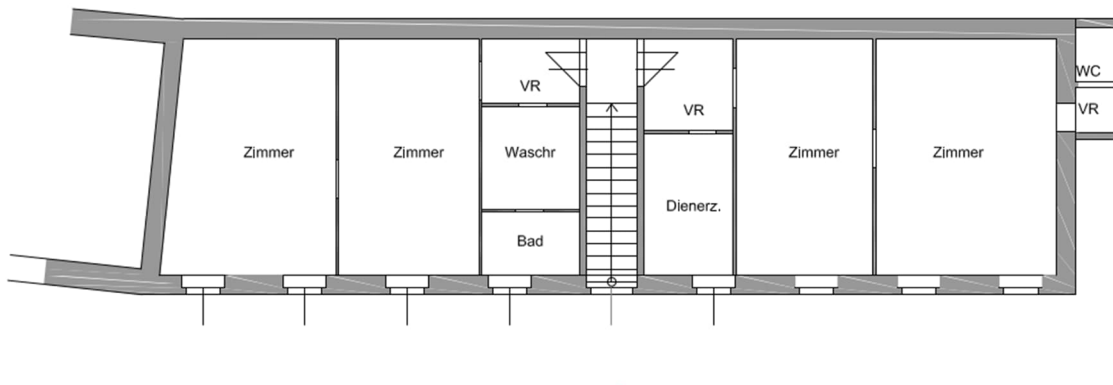 WC
VR
VR
VR
Zimmer
Zimmer
Waschr
Zimmer
Zimmer
Dienerz.
Bad